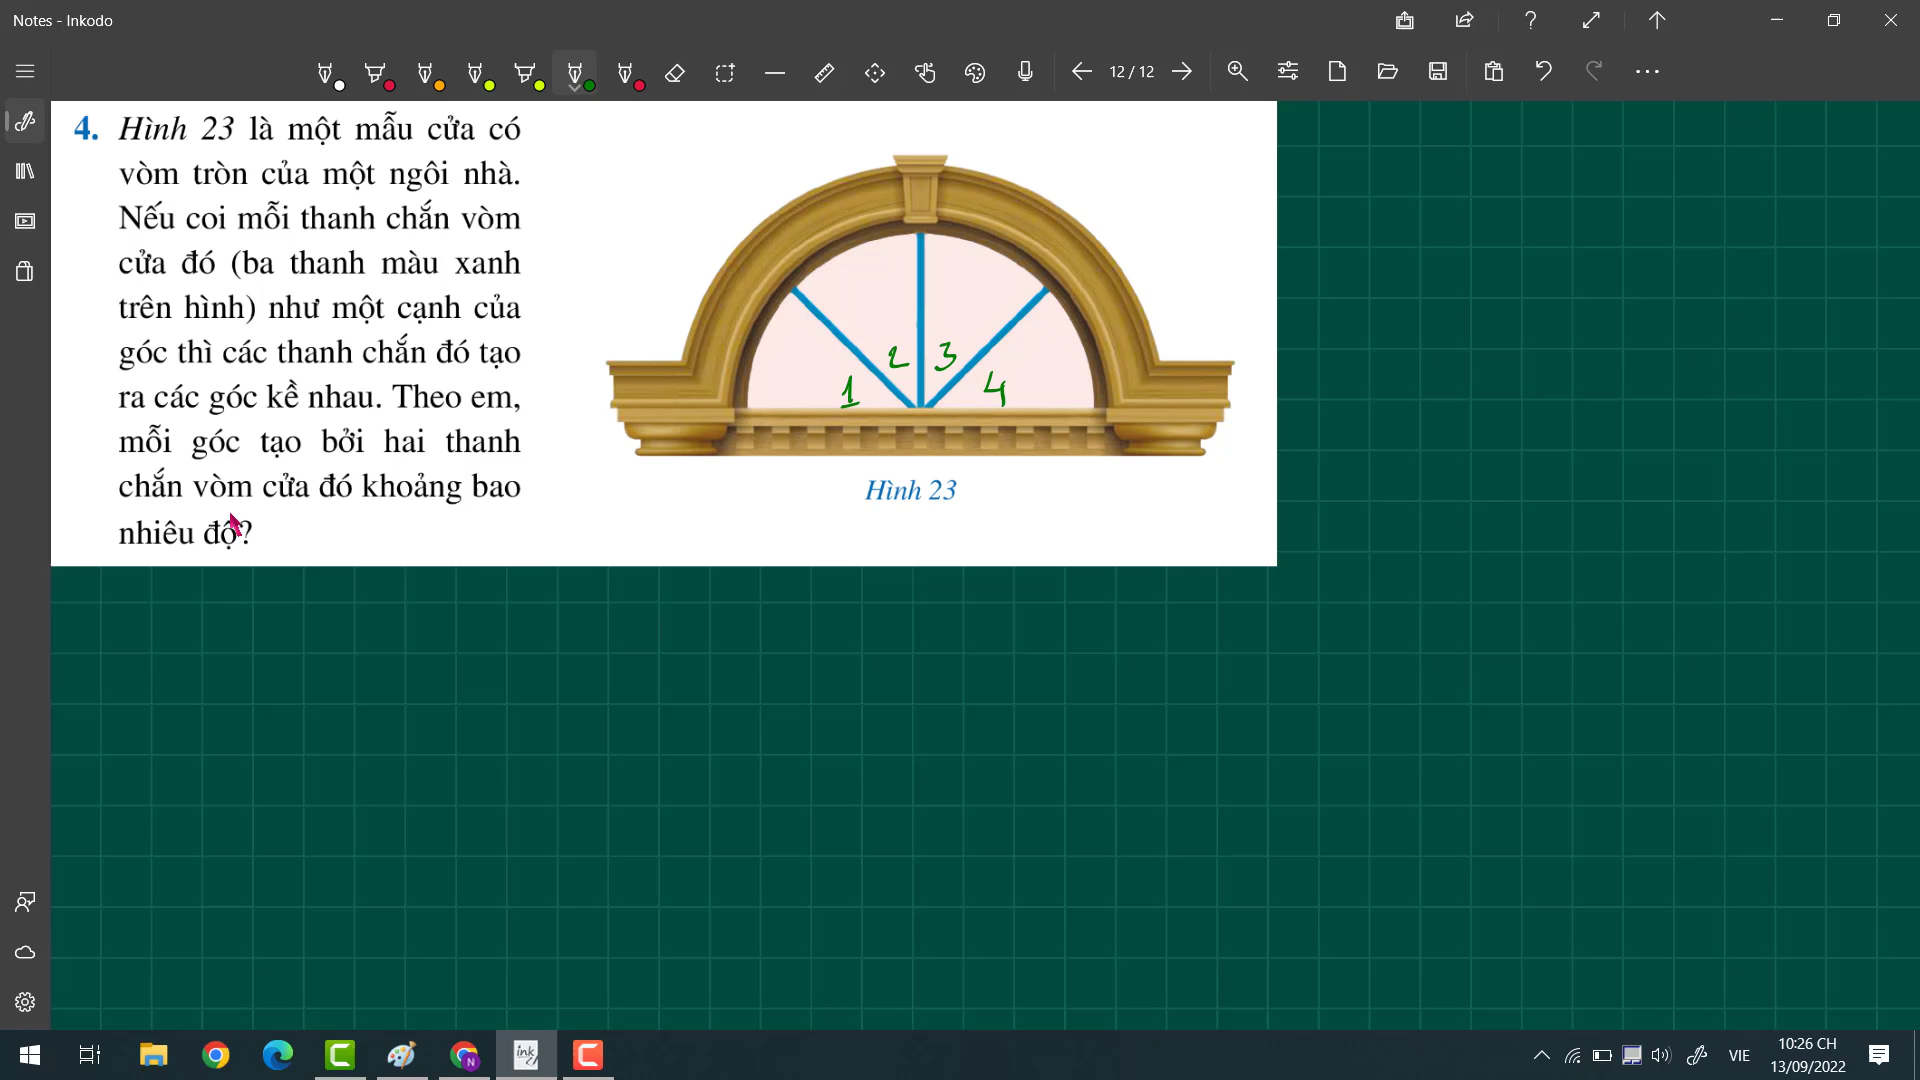 Notes - Inkodo
12 / 12
4. Hình 23 là một mẫu cửa có
vòm tròn của một ngôi nhà.
Nếu coi mỗi thanh chắn vòm
cửa đó (ba thanh màu xanh
trên hình) như một cạnh của
góc thì các thanh chắn đó tạo
ra các góc kề nhau. Theo em,
mỗi góc tạo bởi hai thanh
chắn vòm cửa đó khoảng bao
nhiêu độ?
1 2 3 4
Hình 23
ink
N
VIE
10:26 CH
13/09/2022